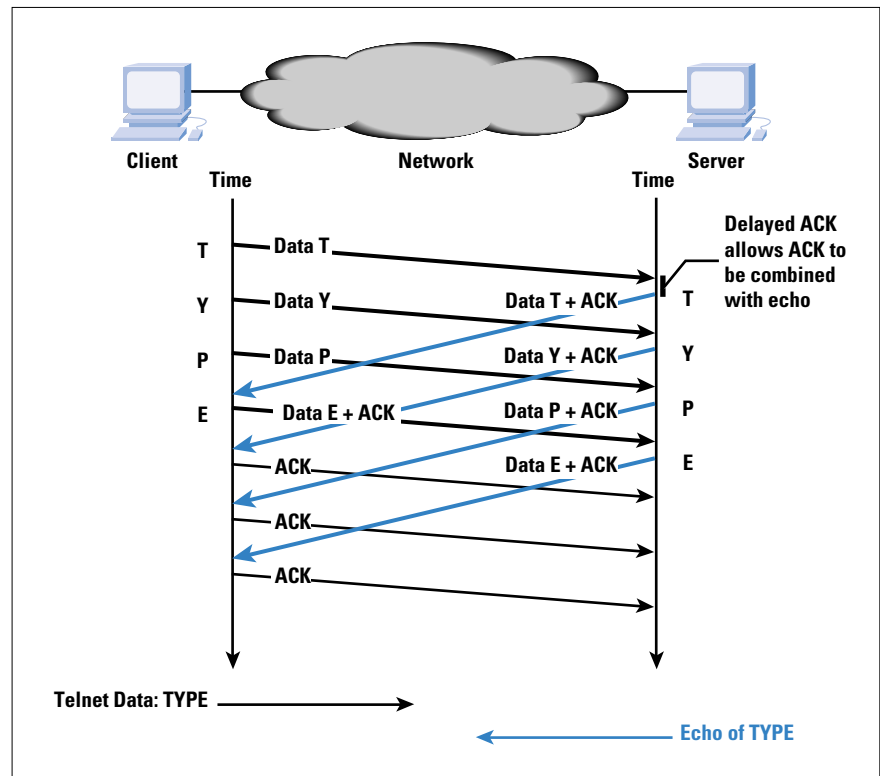 Client
Network
Server
Time
Time
Delayed ACK
allows ACK to
be combined
with echo
T
Data T
Data T + ACK
T
Y
Data Y
Data Y + ACK
Y
P
Data P
Data P + ACK
P
E
Data E + ACK
Data E + ACK
E
ACK
ACK
ACK
Telnet Data: TYPE
Echo of TYPE